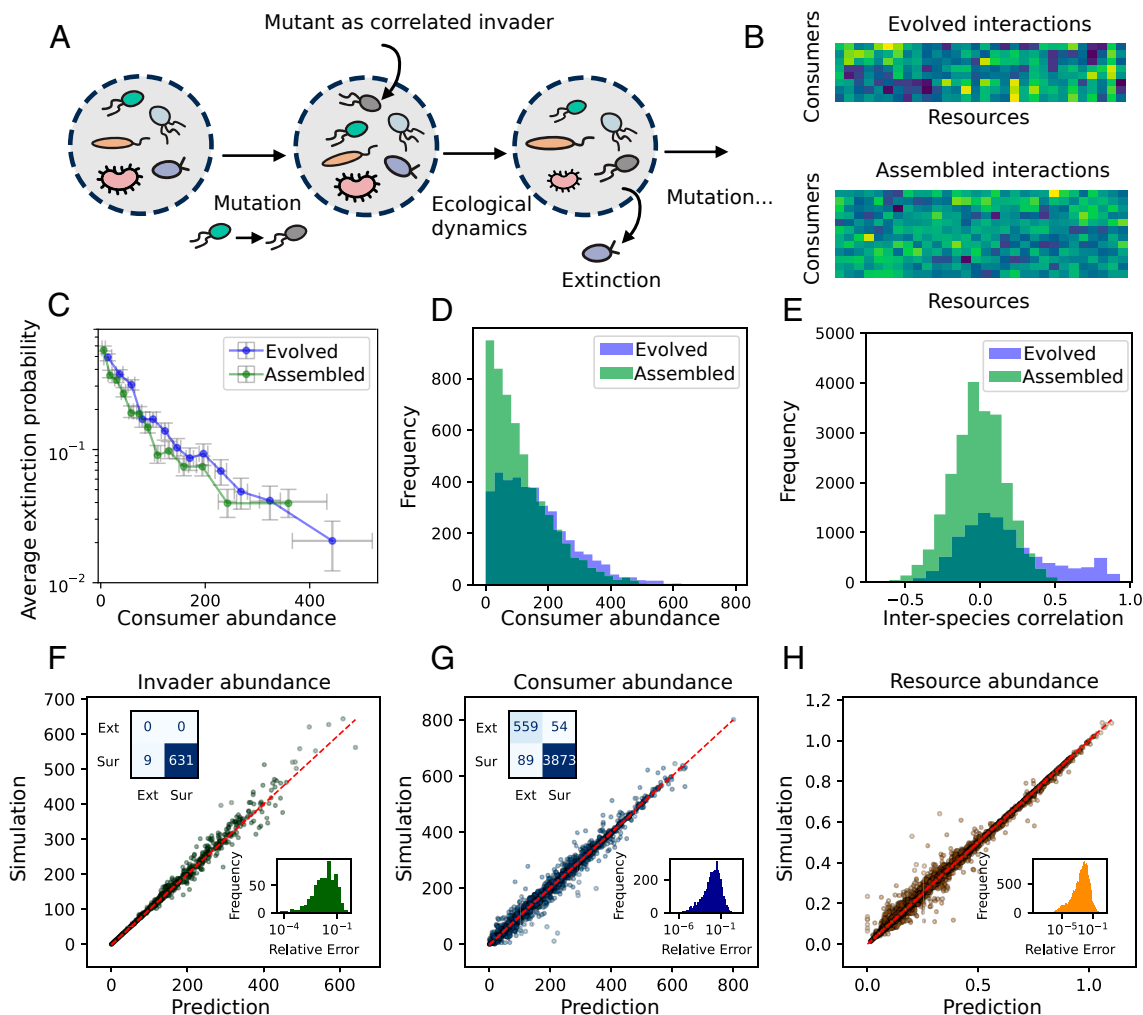 A
Mutant as correlated invader
Mutation
Ecological
dynamics
Extinction
Mutation...
B
Evolved interactions
Consumers
Resources
Assembled interactions
Consumers
Resources
C
Average extinction probability
10⁻¹
10⁻²
0
200
400
Consumer abundance
Evolved
Assembled
D
Frequency
0
200
400
600
800
0
200
400
600
800
Consumer abundance
Evolved
Assembled
E
Frequency
0
1000
2000
3000
4000
5000
−0.5
0.0
0.5
1.0
Inter-species correlation
Evolved
Assembled
F
Invader abundance
Simulation
0
100
200
300
400
500
600
700
0
200
400
600
Prediction
Ext
0
0
Sur
9
631
Ext
Sur
Frequency
0
50
10⁻⁴
10⁻¹
Relative Error
G
Consumer abundance
Simulation
0
200
400
600
800
0
200
400
600
800
Prediction
Ext
559
54
Sur
89
3873
Ext
Sur
Frequency
0
200
10⁻⁶
10⁻¹
Relative Error
H
Resource abundance
Simulation
0.0
0.2
0.4
0.6
0.8
1.0
1.2
0.0
0.5
1.0
Prediction
Frequency
0
500
10⁻⁵
10⁻¹
Relative Error